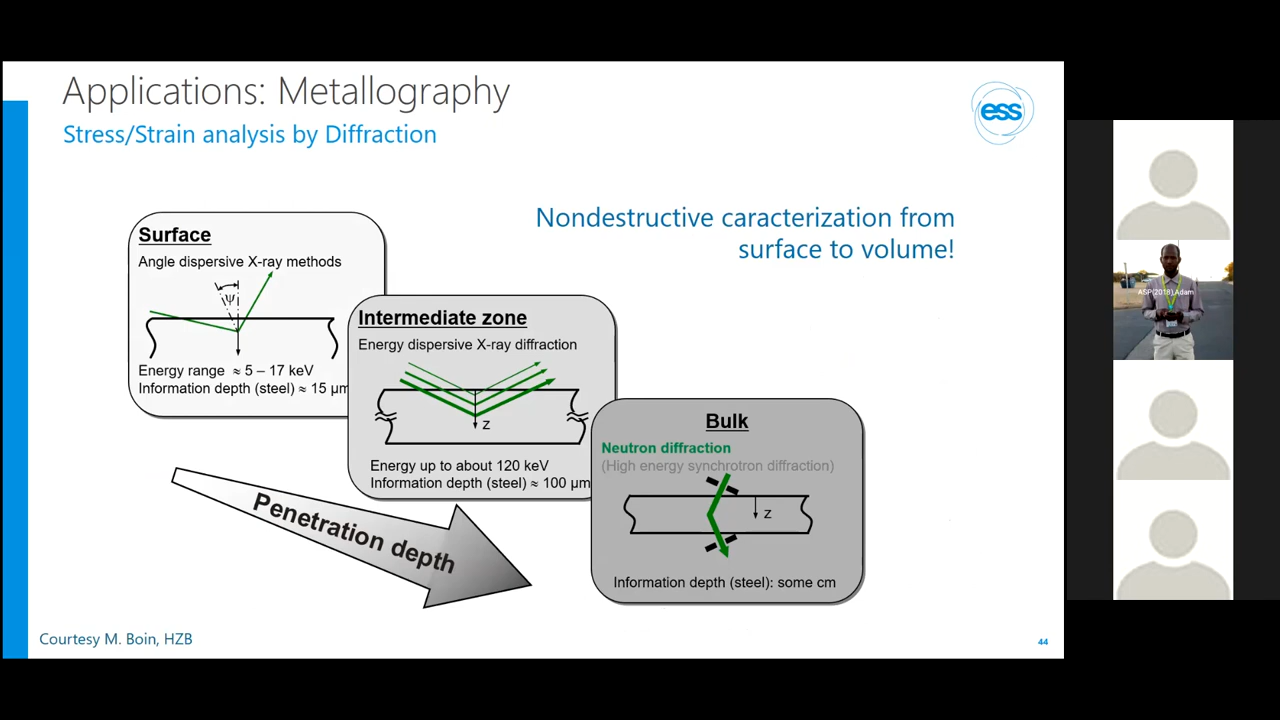 Applications: Metallography
Stress/Strain analysis by Diffraction
ess
Nondestructive caracterization from
surface to volume!
Surface
Angle dispersive X-ray methods
ψ
Energy range ≈ 5 – 17 keV
Information depth (steel) ≈ 15 µm
Intermediate zone
Energy dispersive X-ray diffraction
z
Energy up to about 120 keV
Information depth (steel) ≈ 100 µm
Bulk
Neutron diffraction
(High energy synchrotron diffraction)
z
Information depth (steel): some cm
Penetration depth
Courtesy M. Boin, HZB
44
ASP(2018),Adam